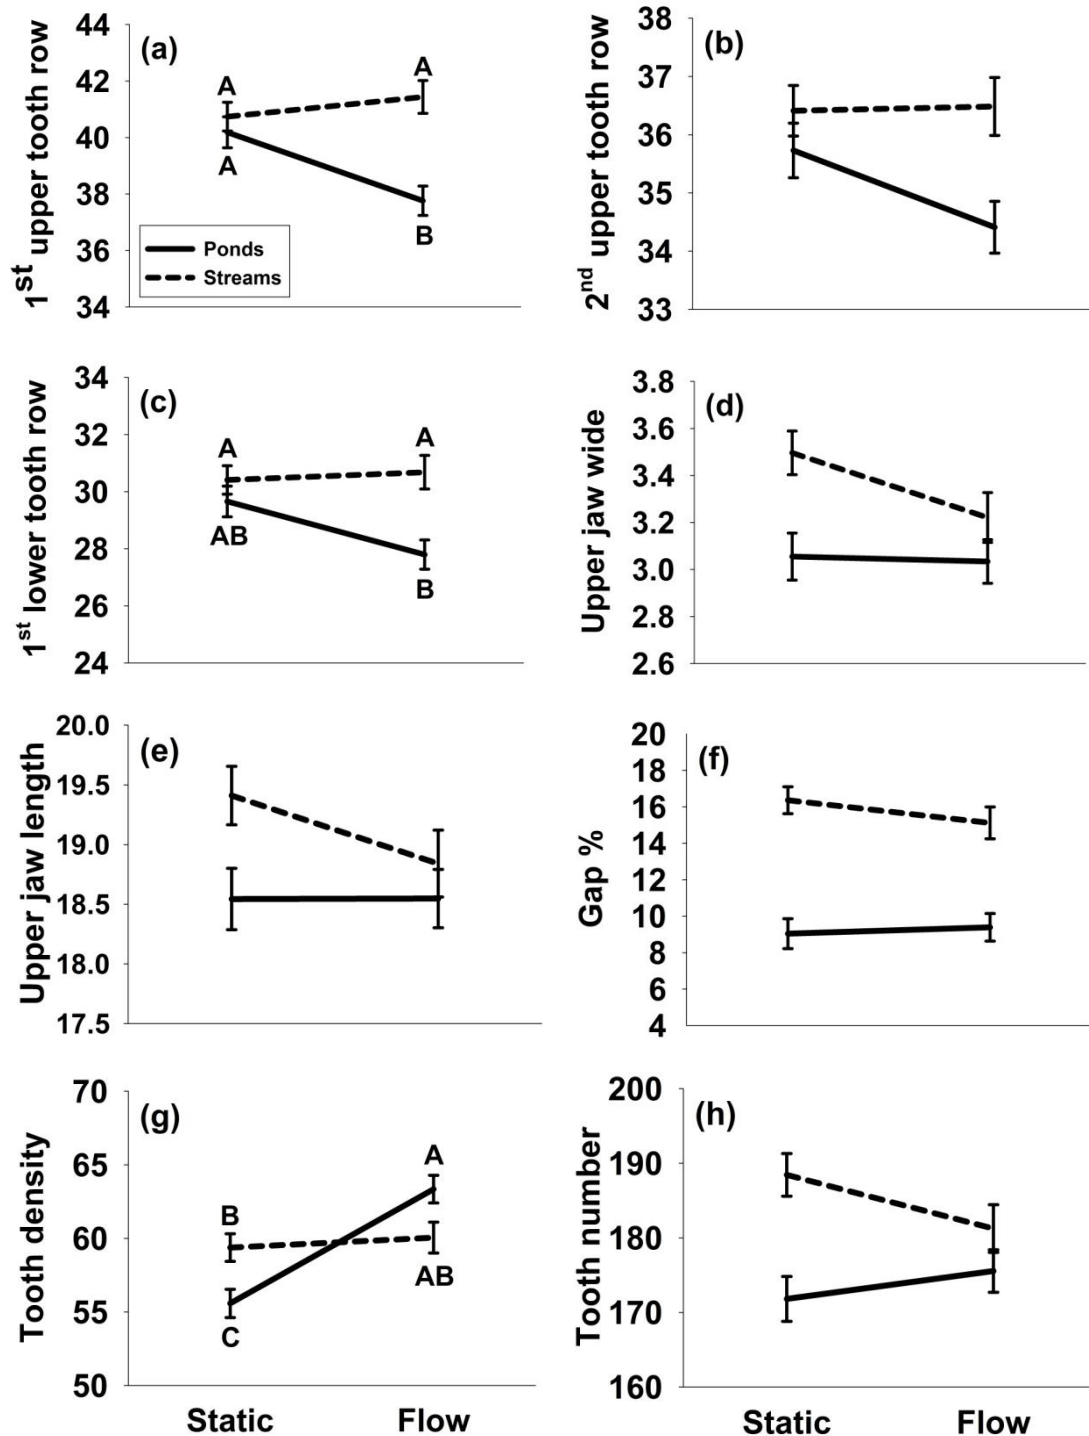 (a)
1st upper tooth row
44
42
40
38
36
34
A
A
A
B
Ponds
Streams
(b)
2nd upper tooth row
38
37
36
35
34
33
(c)
1st lower tooth row
34
32
30
28
26
24
A
A
AB
B
(d)
Upper jaw wide
3.8
3.6
3.4
3.2
3.0
2.8
2.6
(e)
Upper jaw length
20.0
19.5
19.0
18.5
18.0
17.5
(f)
Gap %
20
18
16
14
12
10
8
6
4
(g)
Tooth density
70
65
60
55
50
A
B
AB
C
Static
Flow
(h)
Tooth number
200
190
180
170
160
Static
Flow